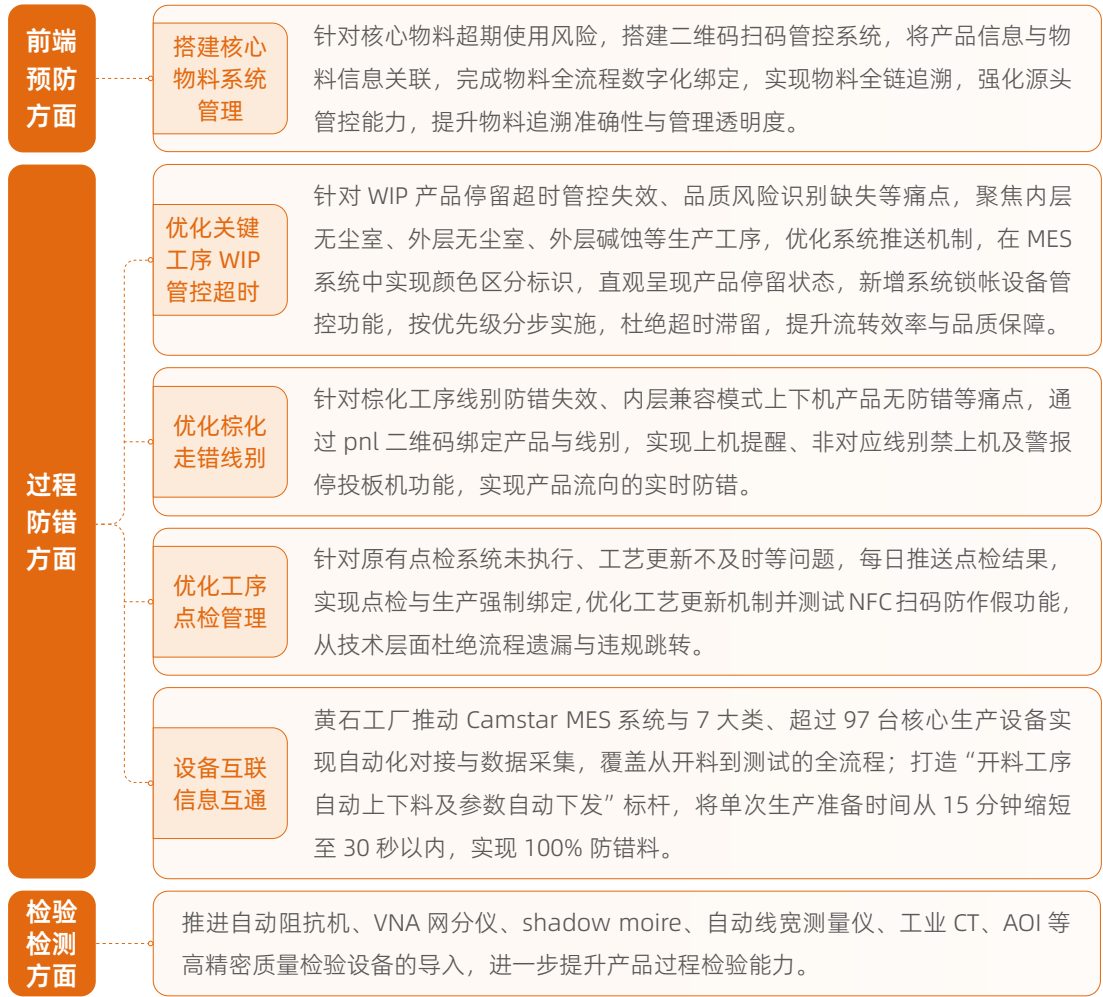 前端
预防
方面
搭建核心
物料系统
管理
针对核心物料超期使用风险，搭建二维码扫码管控系统，将产品信息与物
料信息关联，完成物料全流程数字化绑定，实现物料全链追溯，强化源头
管控能力，提升物料追溯准确性与管理透明度。
过程
防错
方面
优化关键
工序 WIP
管控超时
针对 WIP 产品停留超时管控失效、品质风险识别缺失等痛点，聚焦内层
无尘室、外层无尘室、外层碱蚀等生产工序，优化系统推送机制，在 MES
系统中实现颜色区分标识，直观呈现产品停留状态，新增系统锁帐设备管
控功能，按优先级分步实施，杜绝超时滞留，提升流转效率与品质保障。
优化棕化
走错线别
针对棕化工序线别防错失效、内层兼容模式上下机产品无防错等痛点，通
过 pnl 二维码绑定产品与线别，实现上机提醒、非对应线别禁上机及警报
停投板机功能，实现产品流向的实时防错。
优化工序
点检管理
针对原有点检系统未执行、工艺更新不及时等问题，每日推送点检结果，
实现点检与生产强制绑定，优化工艺更新机制并测试 NFC 扫码防作假功能，
从技术层面杜绝流程遗漏与违规跳转。
设备互联
信息互通
黄石工厂推动 Camstar MES 系统与 7 大类、超过 97 台核心生产设备实
现自动化对接与数据采集，覆盖从开料到测试的全流程；打造“开料工序
自动上下料及参数自动下发”标杆，将单次生产准备时间从 15 分钟缩短
至 30 秒以内，实现 100% 防错料。
检验
检测
方面
推进自动阻抗机、VNA 网分仪、shadow moire、自动线宽测量仪、工业 CT、AOI 等
高精密质量检验设备的导入，进一步提升产品过程检验能力。